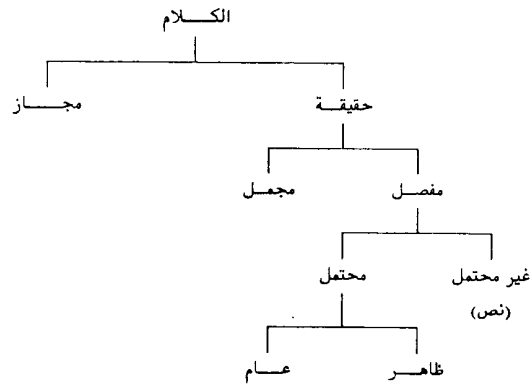 الكلام
حقيقة
مجاز
مفصل
مجمل
غير محتمل
(نص)
محتمل
ظاهر
عام